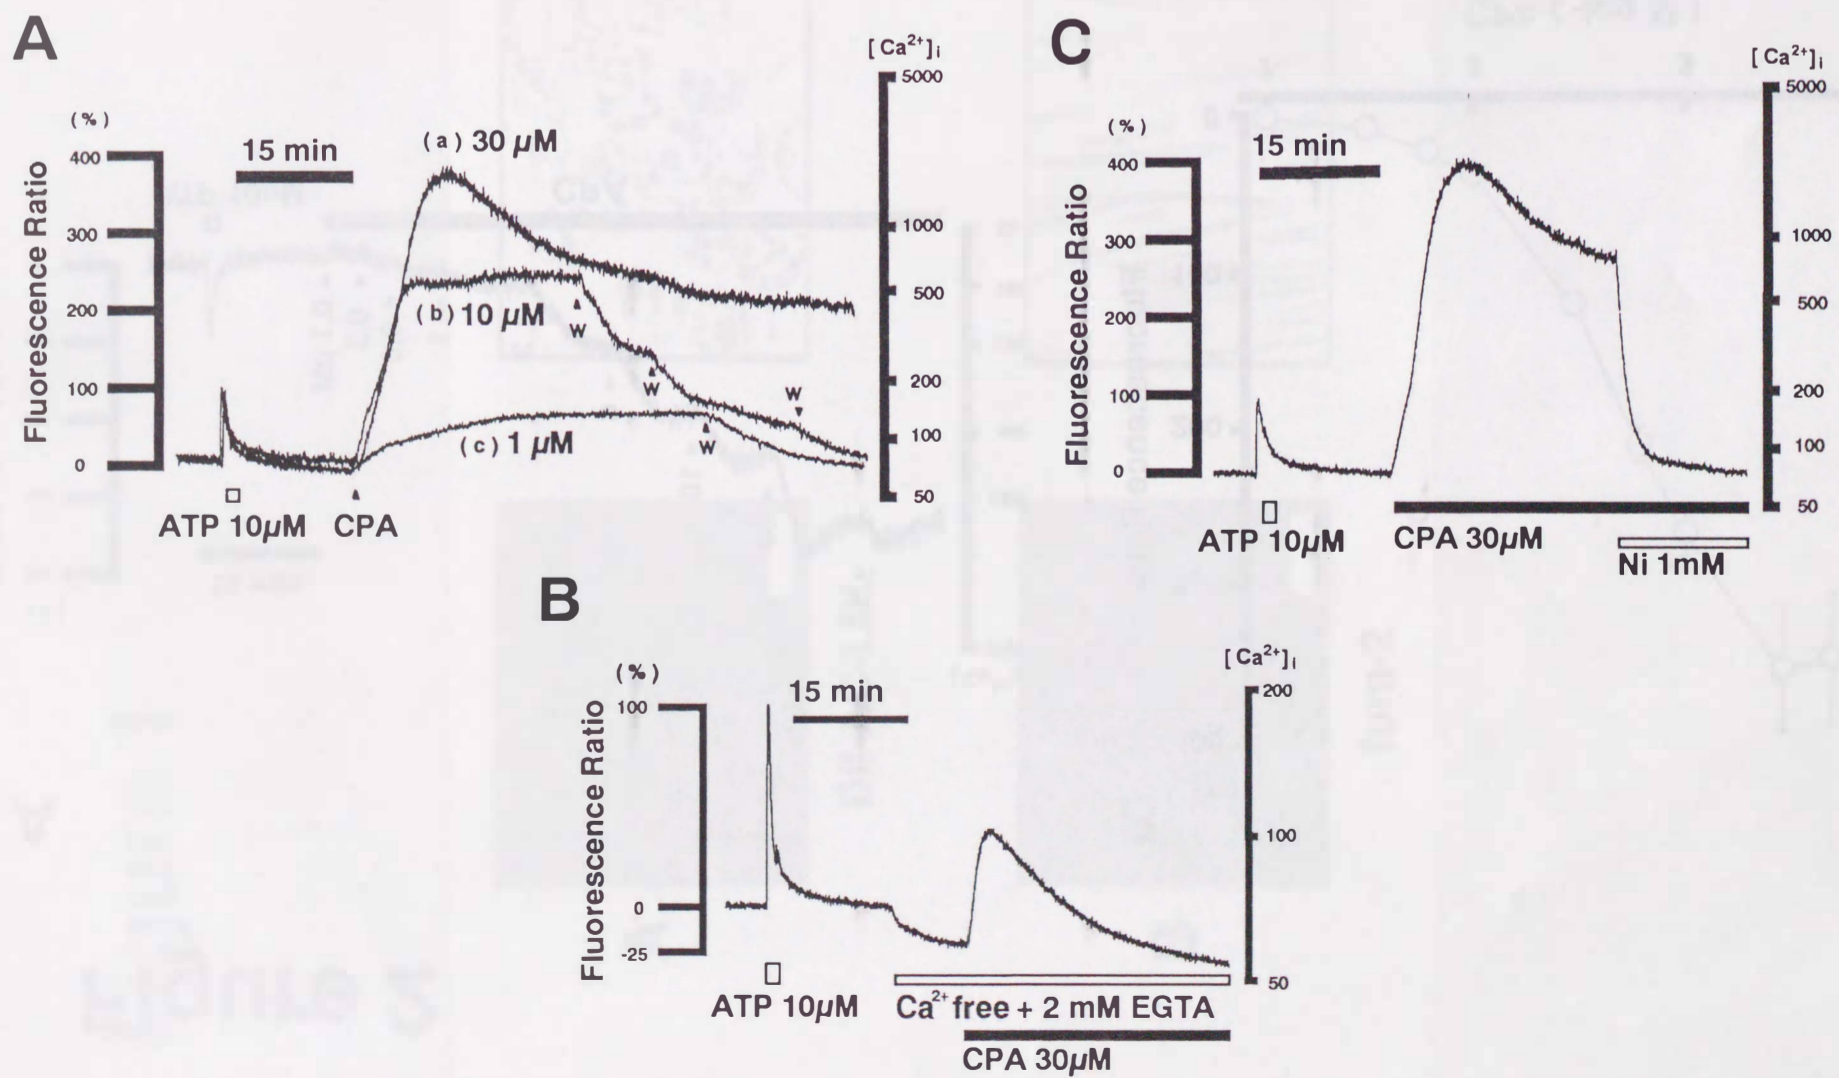 A
(%)
Fluorescence Ratio
400
300
200
100
0
15 min
(a) 30 µM
(b) 10 µM
(c) 1 µM
W
W
W
W
ATP 10µM
CPA
[Ca²⁺]i
5000
1000
500
200
100
50
C
(%)
Fluorescence Ratio
400
300
200
100
0
15 min
ATP 10µM
CPA 30µM
Ni 1mM
[Ca²⁺]i
5000
1000
500
200
100
50
B
(%)
Fluorescence Ratio
100
0
-25
15 min
ATP 10µM
Ca²⁺ free + 2 mM EGTA
CPA 30µM
[Ca²⁺]i
200
100
50